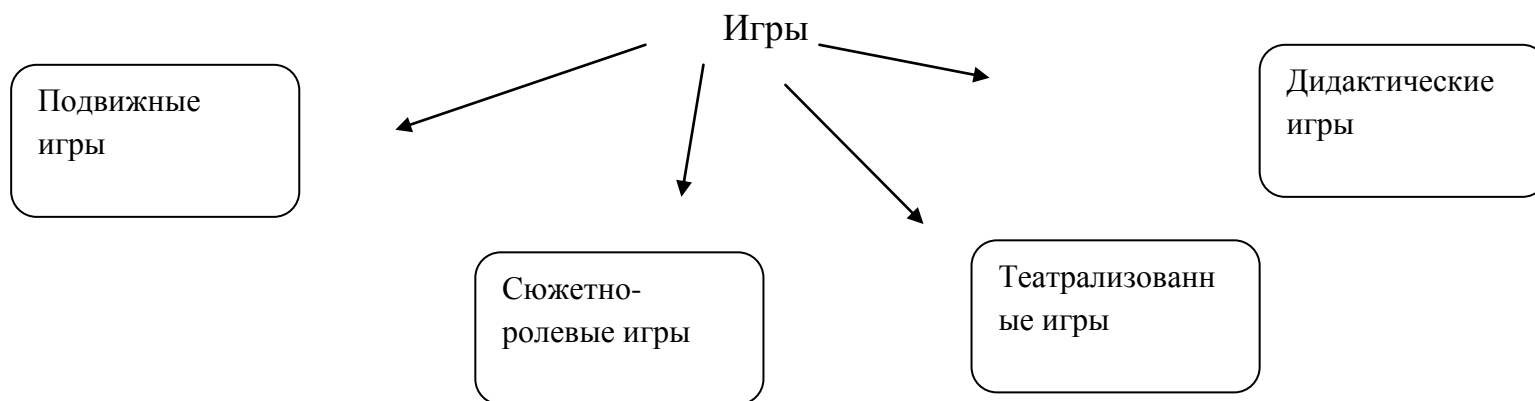 Игры
Подвижные
игры
Дидактические
игры
Сюжетно-
ролевые игры
Театрализованн
ые игры